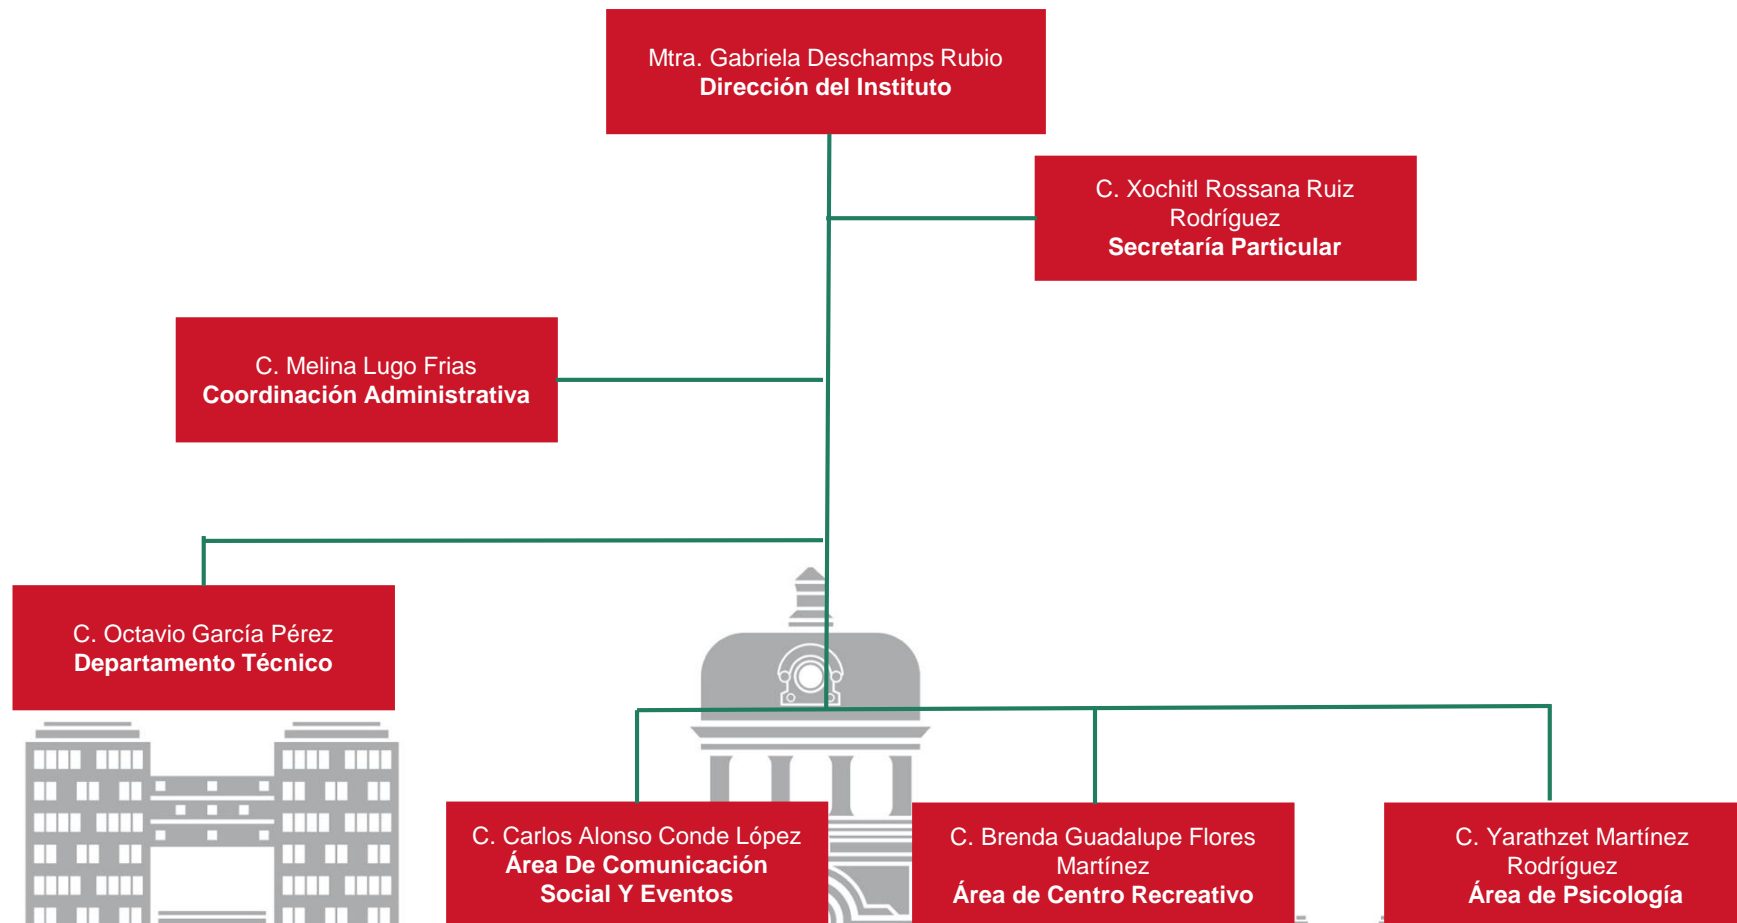 Mtra. Gabriela Deschamps Rubio
Dirección del Instituto
C. Xochitl Rossana Ruiz
Rodríguez
Secretaría Particular
C. Melina Lugo Frias
Coordinación Administrativa
C. Octavio García Pérez
Departamento Técnico
C. Carlos Alonso Conde López
Área De Comunicación
Social Y Eventos
C. Brenda Guadalupe Flores
Martínez
Área de Centro Recreativo
C. Yarathzet Martínez
Rodríguez
Área de Psicología